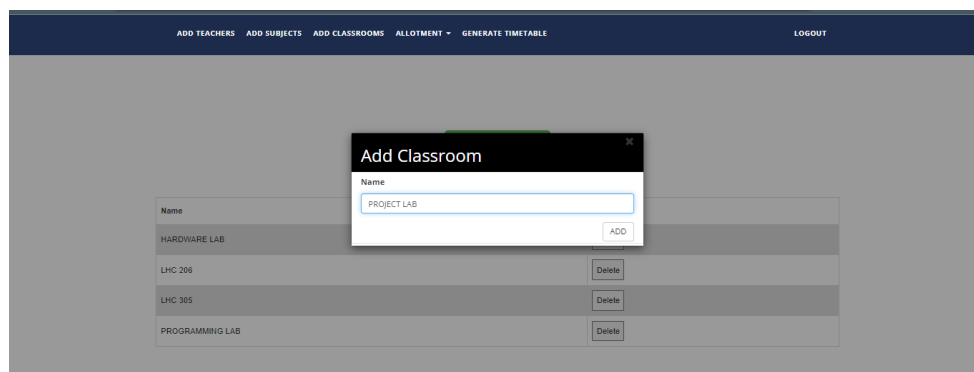 ADD TEACHERS ADD SUBJECTS ADD CLASSROOMS ALLOTMENT GENERATE TIMETABLE LOGOUT
Add Classroom
Name
PROJECT LAB
ADD
Name
HARDWARE LAB
LHC 206 Delete
LHC 305 Delete
PROGRAMMING LAB Delete